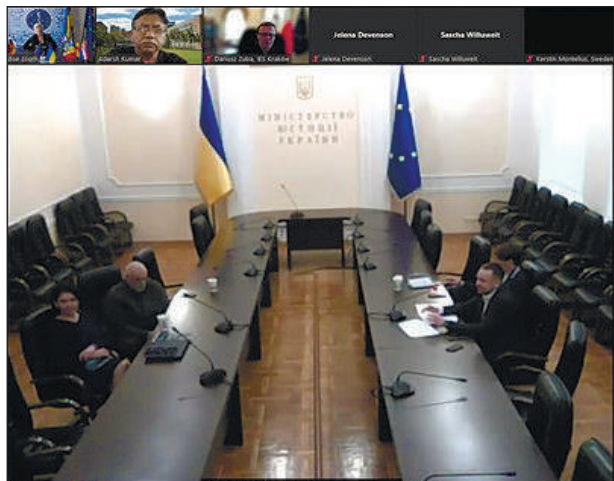 Jelena Devenson
Sascha Willuweit
Adarsh Kumar
Dariusz Zuba, IES Kraków
Jelena Devenson
Sascha Willuweit
Kerstin Montelius, Sweden
МІНІСТЕРСТВО
ЮСТИЦІЇ
УКРАЇНИ